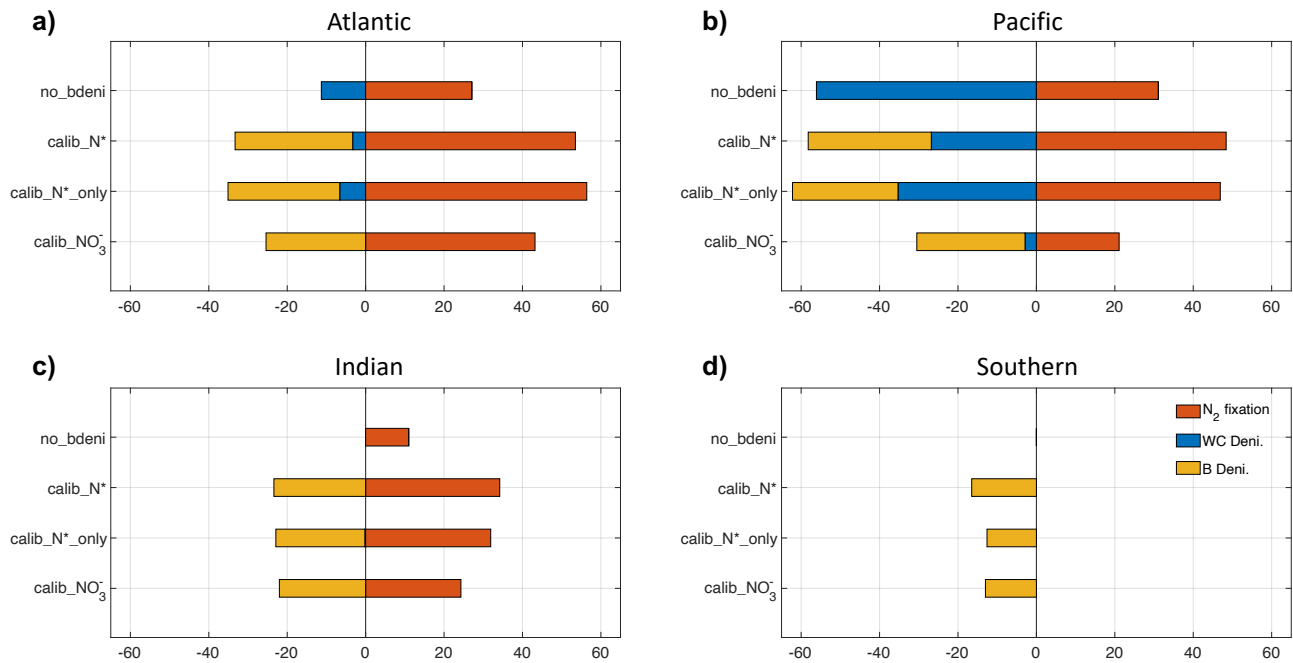 a) Atlantic
no_bdeni
calib_N*
calib_N*_only
calib_NO₃⁻
-60 -40 -20 0 20 40 60
b) Pacific
no_bdeni
calib_N*
calib_N*_only
calib_NO₃⁻
-60 -40 -20 0 20 40 60
c) Indian
no_bdeni
calib_N*
calib_N*_only
calib_NO₃⁻
-60 -40 -20 0 20 40 60
d) Southern
no_bdeni
calib_N*
calib_N*_only
calib_NO₃⁻
N₂ fixation
WC Deni.
B Deni.
-60 -40 -20 0 20 40 60